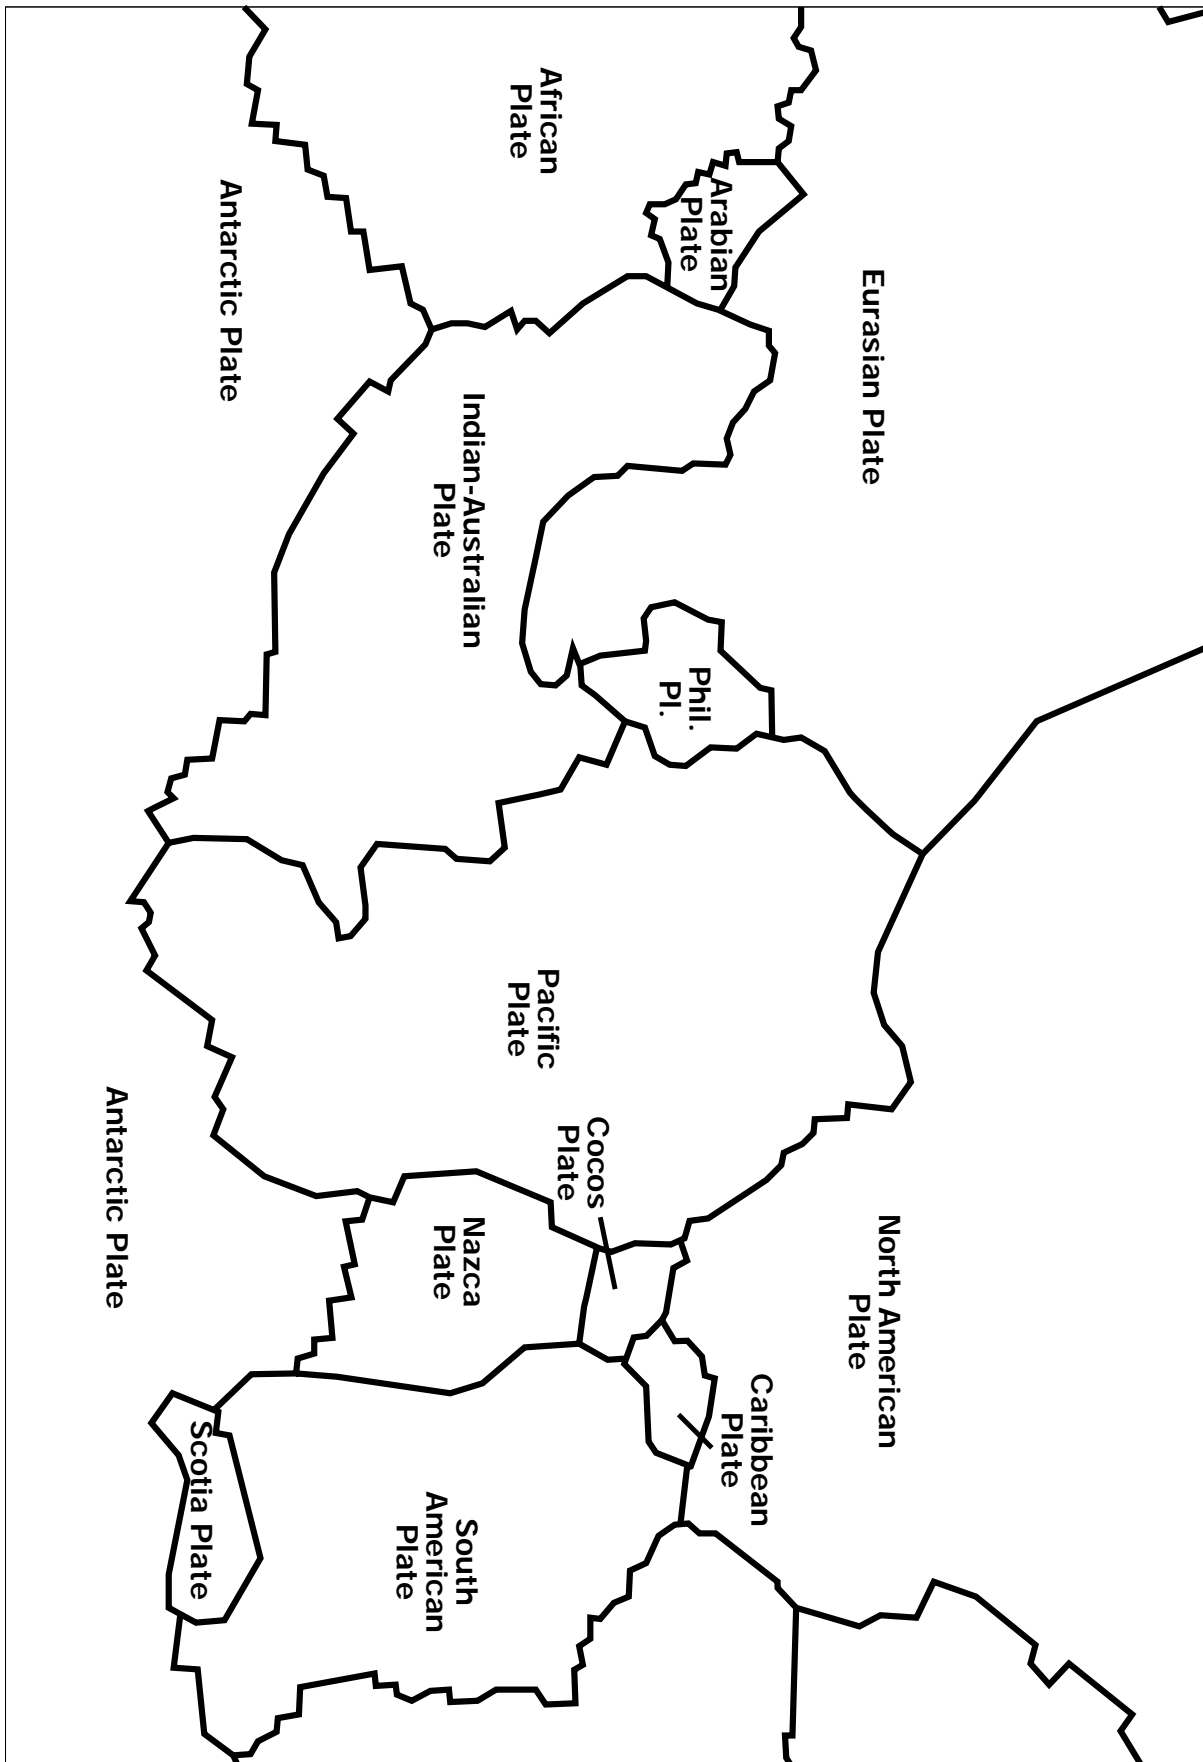 African
Plate
Arabian
Plate
Eurasian Plate
Antarctic Plate
Indian-Australian
Plate
Phil.
Pl.
Pacific
Plate
Cocos
Plate
Antarctic Plate
Nazca
Plate
North American
Plate
Caribbean
Plate
Scotia Plate
South
American
Plate